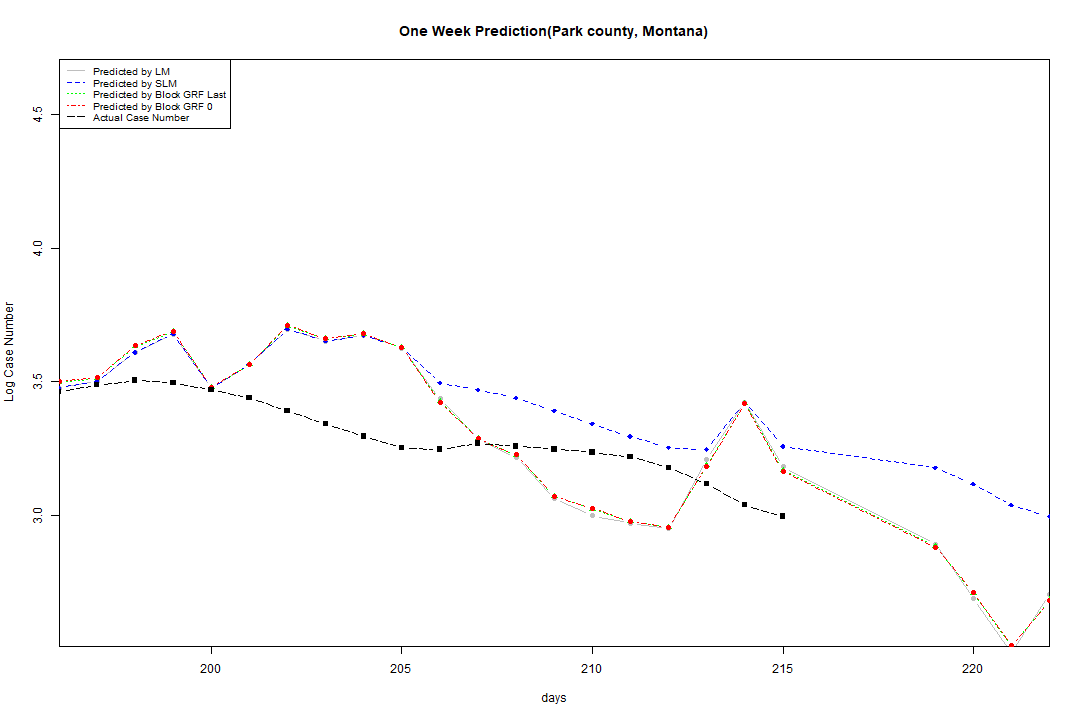 One Week Prediction(Park county, Montana)
Predicted by LM
Predicted by SLM
Predicted by Block GRF Last
Predicted by Block GRF 0
Actual Case Number
4.5
4.0
3.5
3.0
Log Case Number
200 205 210 215 220
days